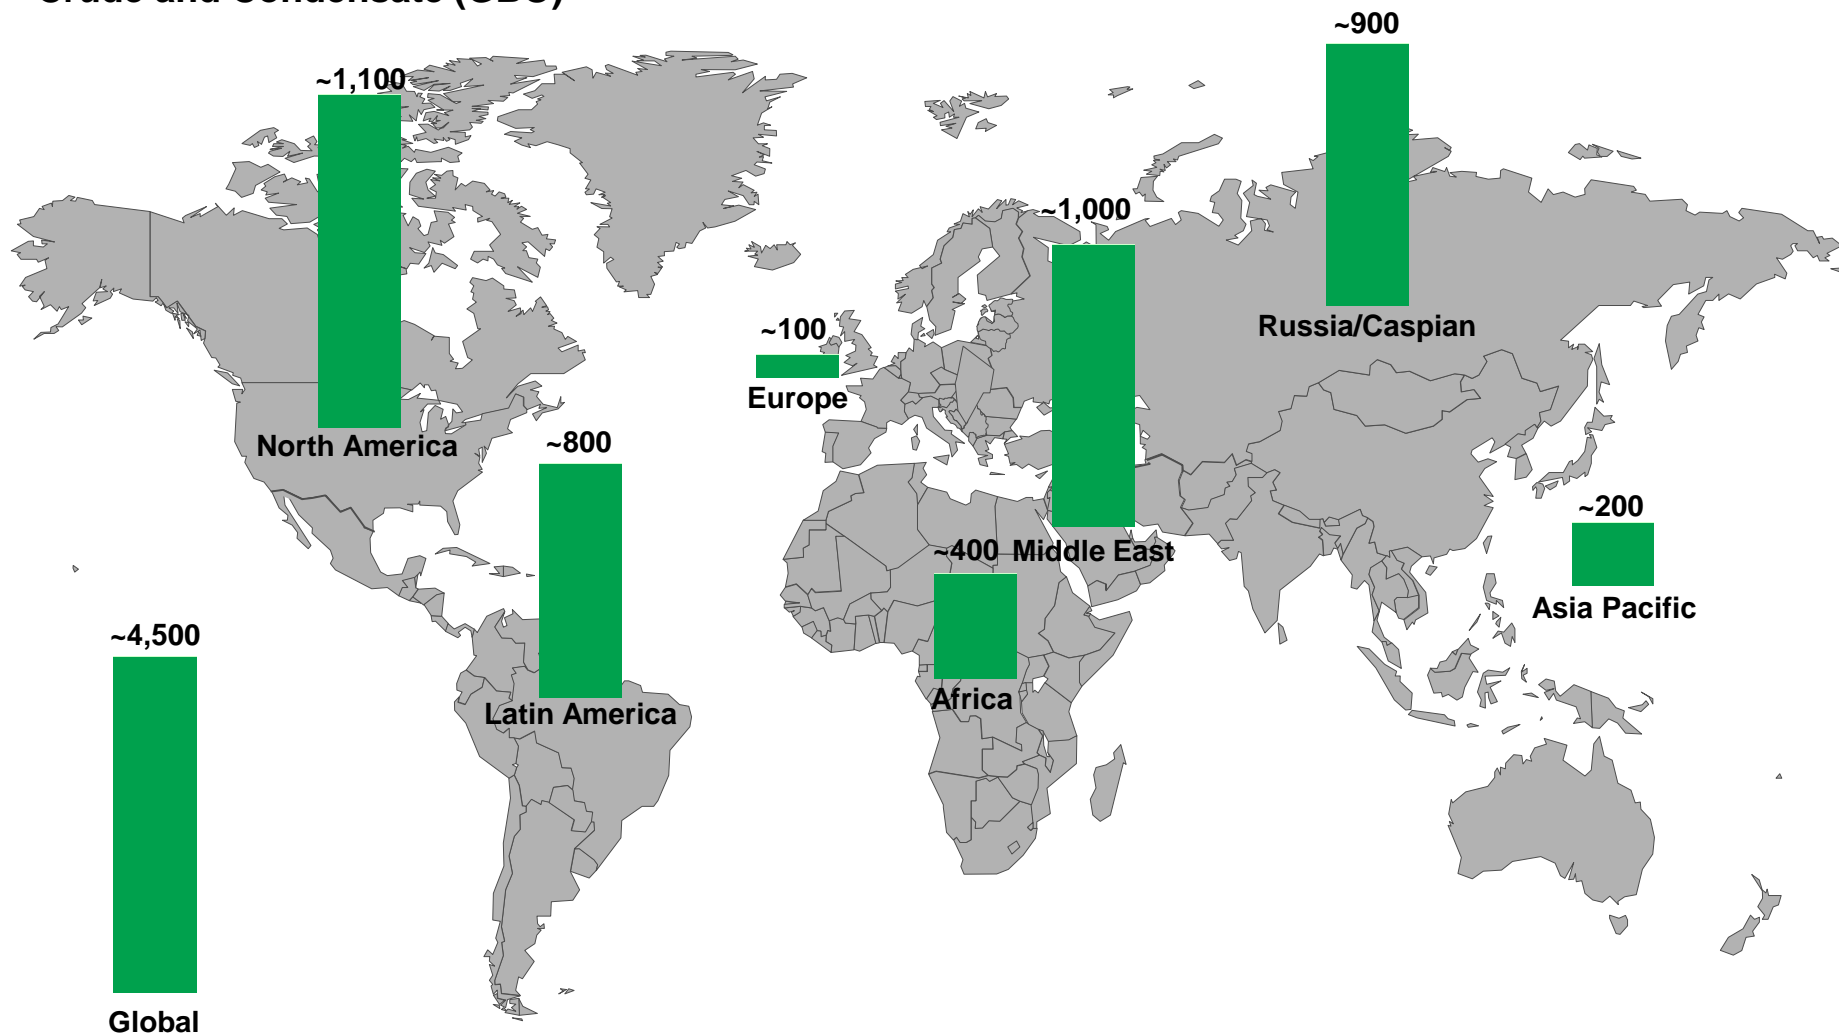 Crude and Condensate (GBO)
~900
~1,100
~1,000
~100
Russia/Caspian
Europe
North America
~800
~200
~400
Middle East
Asia Pacific
~4,500
Africa
Latin America
Global